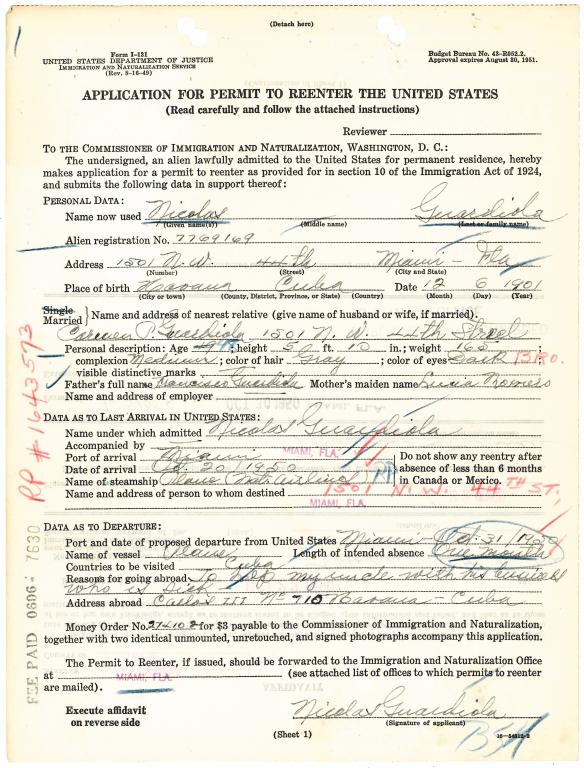 (Detach here)
Form I-131
UNITED STATES DEPARTMENT OF JUSTICE
IMMIGRATION AND NATURALIZATION SERVICE
(Rev. 8-16-49)
Budget Bureau No. 43-R052.2.
Approval expires August 30, 1951.
APPLICATION FOR PERMIT TO REENTER THE UNITED STATES
(Read carefully and follow the attached instructions)
Reviewer
TO THE COMMISSIONER OF IMMIGRATION AND NATURALIZATION, WASHINGTON, D. C.:
The undersigned, an alien lawfully admitted to the United States for permanent residence, hereby
makes application for a permit to reenter as provided for in section 10 of the Immigration Act of 1924,
and submits the following data in support thereof:
PERSONAL DATA:
Name now used Nicolas Guardiola
(Given name(s)) (Middle name) (Last or family name)
Alien registration No. 7769169
Address 1501 N.W. 44th Miami - Fla
(Number) (Street) (City and State)
Place of birth Havana Cuba Date 12 6 1901
(City or town) (County, District, Province, or State) (Country) (Month) (Day) (Year)
Single
Married } Name and address of nearest relative (give name of husband or wife, if married):
Carmen P. Guardiola 1501 N. W. 44th Street
Personal description: Age 48; height 5 ft. 10 in.; weight 165;
complexion Medium; color of hair Gray; color of eyes Dark BRO.
visible distinctive marks
Father's full name Francisco Guardiola Mother's maiden name Lucia
Name and address of employer
DATA AS TO LAST ARRIVAL IN UNITED STATES:
Name under which admitted Nicolas Guardiola
Accompanied by
MIAMI, FLA.
Port of arrival Miami
Date of arrival Oct. 20/1950
Name of steamship Plane (Nat. Airline)
Do not show any reentry after
absence of less than 6 months
in Canada or Mexico.
Name and address of person to whom destined 1501 N. W. 44TH ST,
MIAMI, FLA.
DATA AS TO DEPARTURE:
Port and date of proposed departure from United States Miami - Oct. 31/1950
Name of vessel Plane Length of intended absence One month
Countries to be visited Cuba
Reasons for going abroad To help my uncle with his business
who is sick
Address abroad Carlos III No 710 Havana - Cuba
Money Order No. 274102 for $3 payable to the Commissioner of Immigration and Naturalization,
together with two identical unmounted, unretouched, and signed photographs accompany this application.
The Permit to Reenter, if issued, should be forwarded to the Immigration and Naturalization Office
at MIAMI, FLA. (see attached list of offices to which permits to reenter
are mailed).
Execute affidavit
on reverse side
Nicolas Guardiola
(Signature of applicant)
(Sheet 1)
16-54612-2
RP # 1643573
FEE PAID 0696 7630